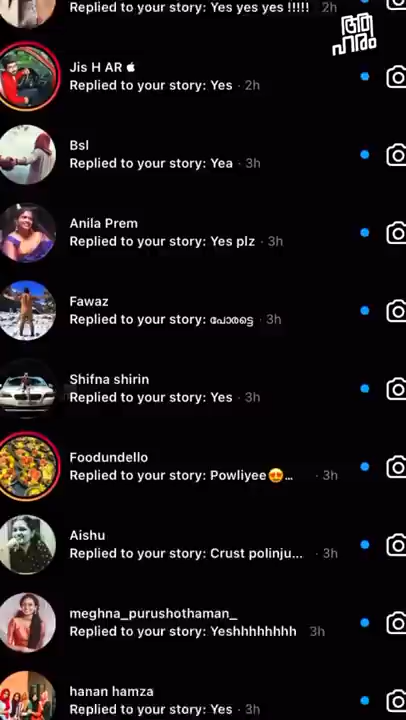 Replied to your story: Yes yes yes !!!!! 2h
ആ
ഹരം
Jis H AR
Replied to your story: Yes · 2h
Bsl
Replied to your story: Yea · 3h
Anila Prem
Replied to your story: Yes plz · 3h
Fawaz
Replied to your story: പോരട്ടെ · 3h
Shifna shirin
Replied to your story: Yes · 3h
Foodundello
Replied to your story: Powliyee😍... · 3h
Aishu
Replied to your story: Crust polinju... · 3h
meghna_purushothaman_
Replied to your story: Yeshhhhhhhh 3h
hanan hamza
Replied to your story: Yes · 3h